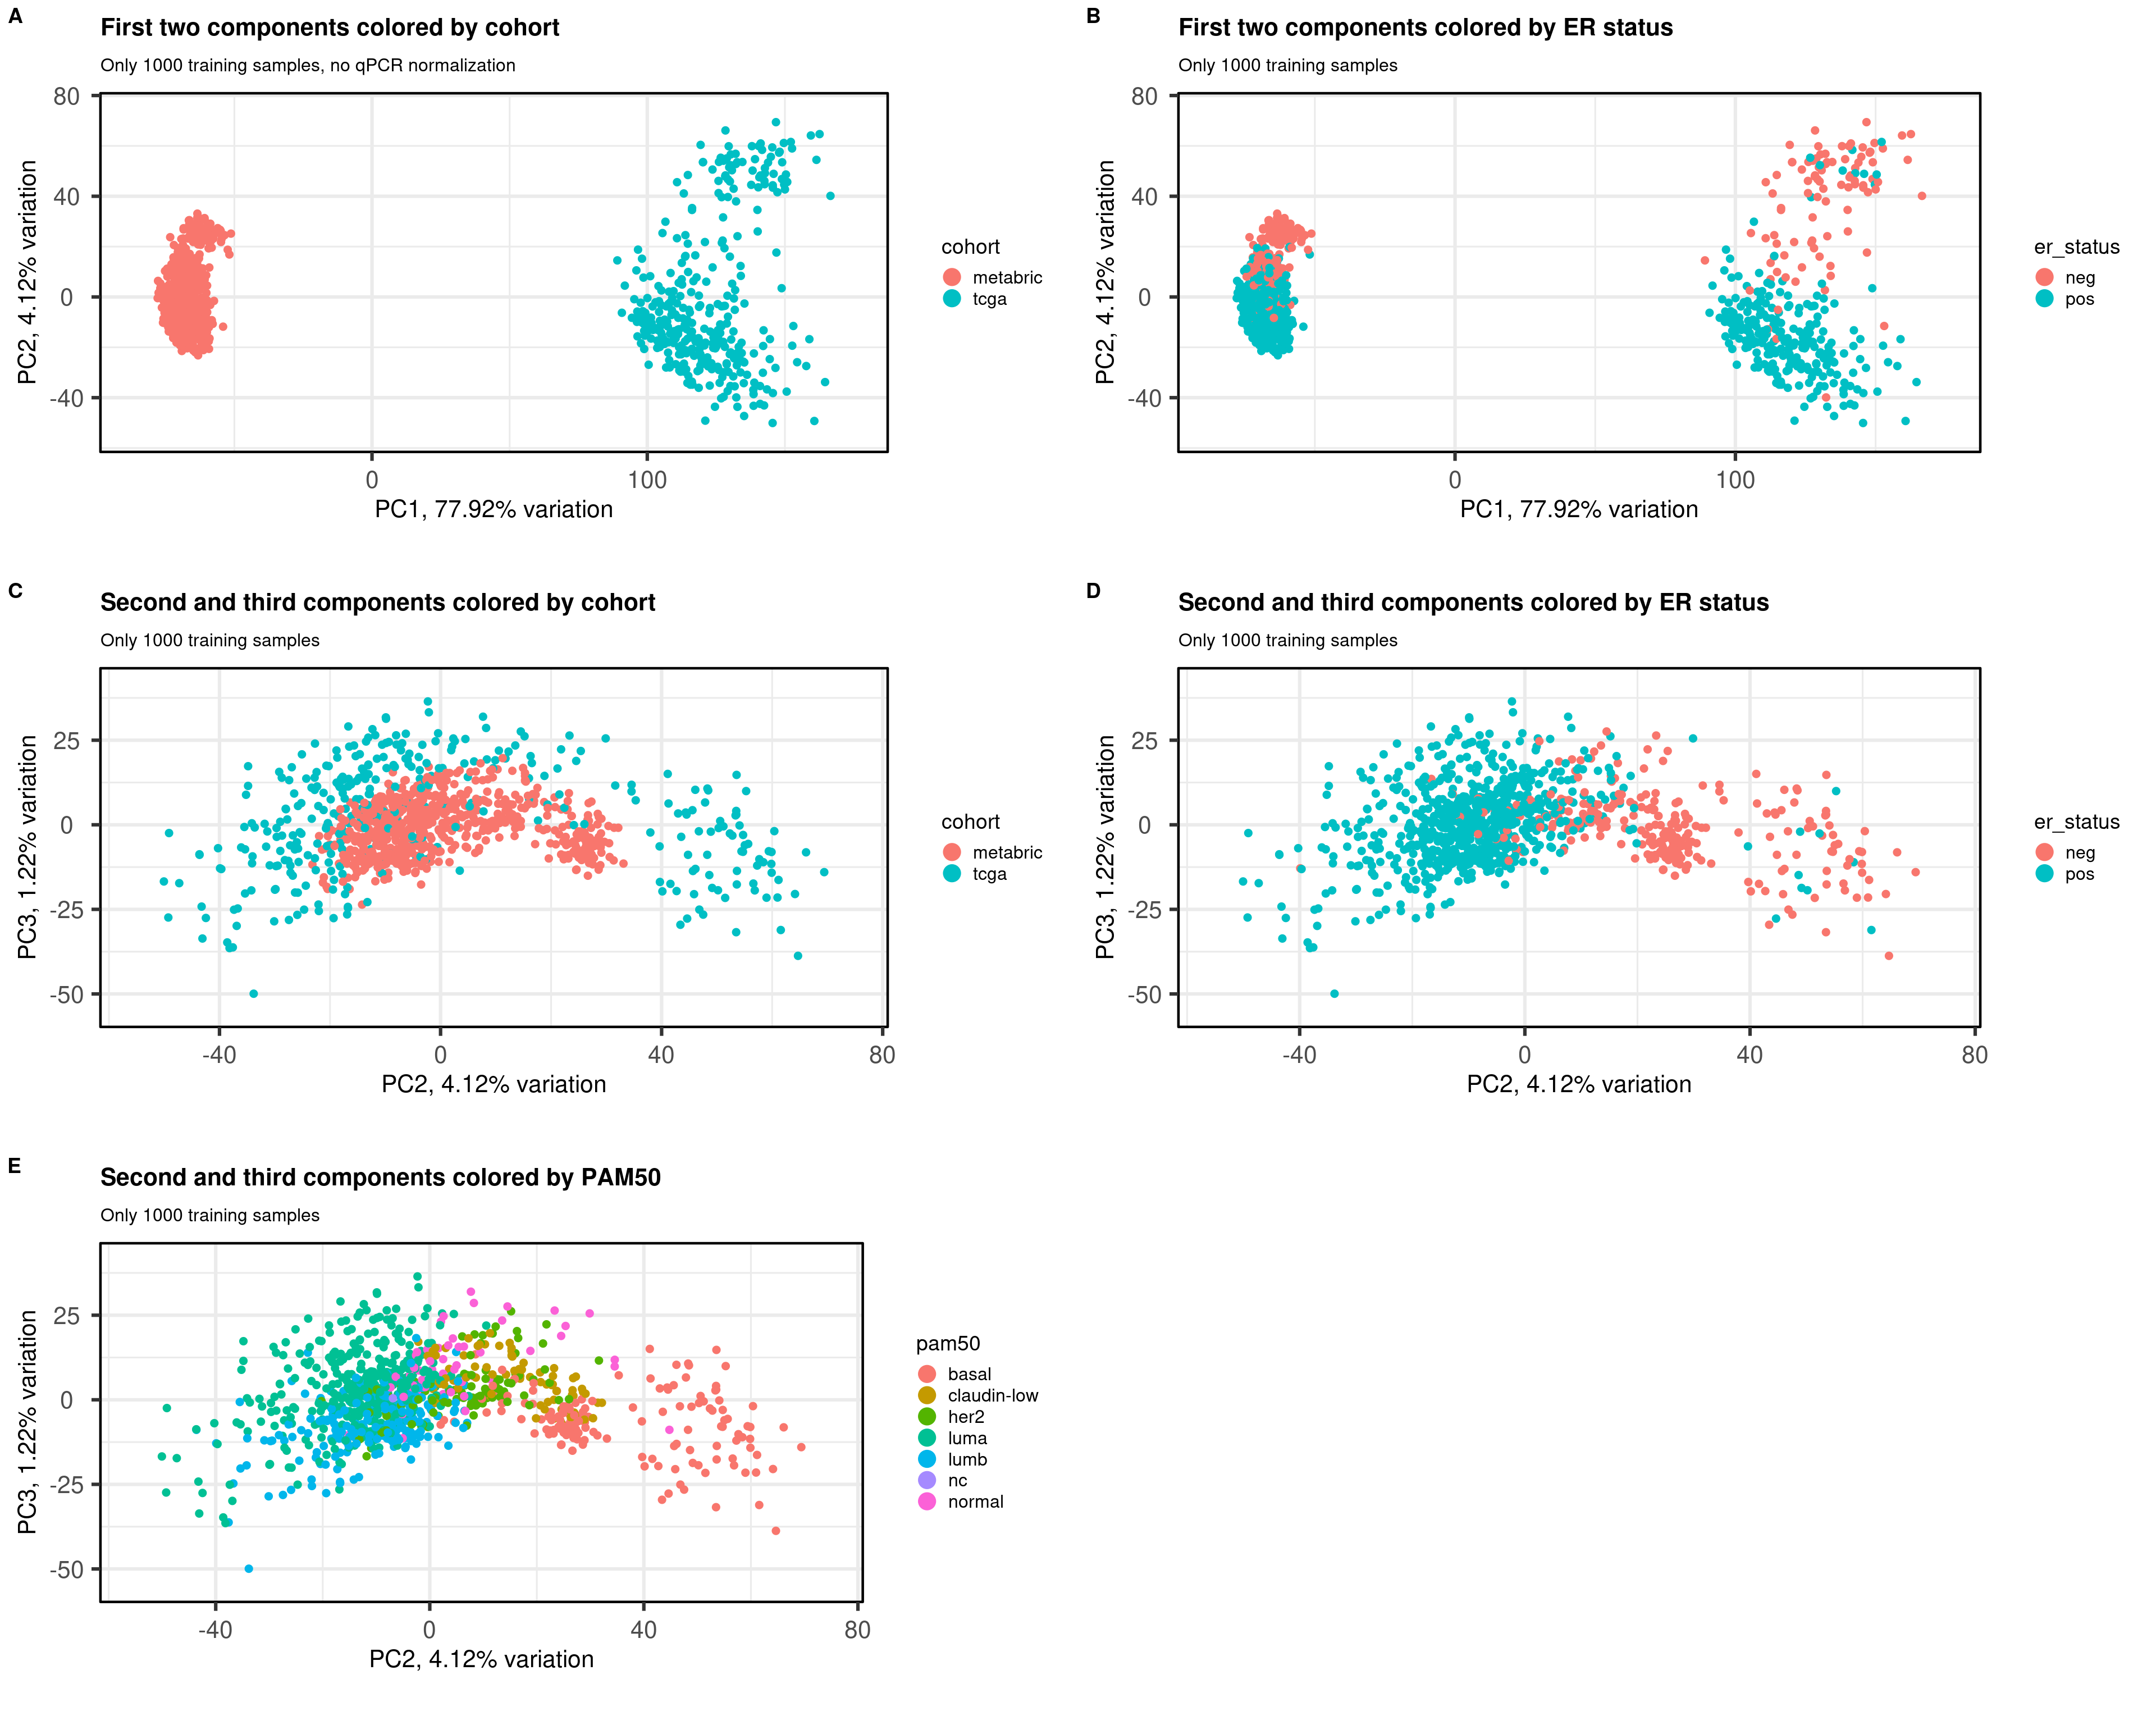 A
First two components colored by cohort
Only 1000 training samples, no qPCR normalization
80
40
0
-40
PC2, 4.12% variation
0
100
PC1, 77.92% variation
cohort
metabric
tcga
B
First two components colored by ER status
Only 1000 training samples
80
40
0
-40
PC2, 4.12% variation
0
100
PC1, 77.92% variation
er_status
neg
pos
C
Second and third components colored by cohort
Only 1000 training samples
25
0
-25
-50
PC3, 1.22% variation
-40
0
40
80
PC2, 4.12% variation
cohort
metabric
tcga
D
Second and third components colored by ER status
Only 1000 training samples
25
0
-25
-50
PC3, 1.22% variation
-40
0
40
80
PC2, 4.12% variation
er_status
neg
pos
E
Second and third components colored by PAM50
Only 1000 training samples
25
0
-25
-50
PC3, 1.22% variation
-40
0
40
80
PC2, 4.12% variation
pam50
basal
claudin-low
her2
luma
lumb
nc
normal